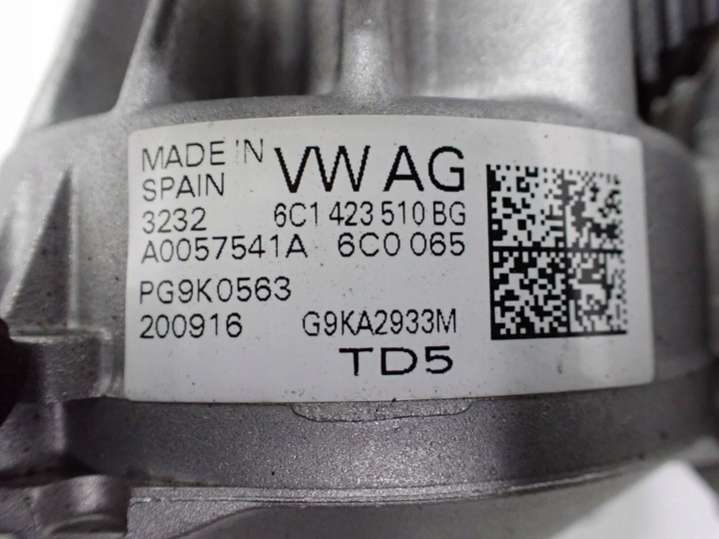 MADE IN VW AG
SPAIN
3232 6C1 423 510 BG
A0057541A 6C0 065
PG9K0563
200916 G9KA2933M
TD5